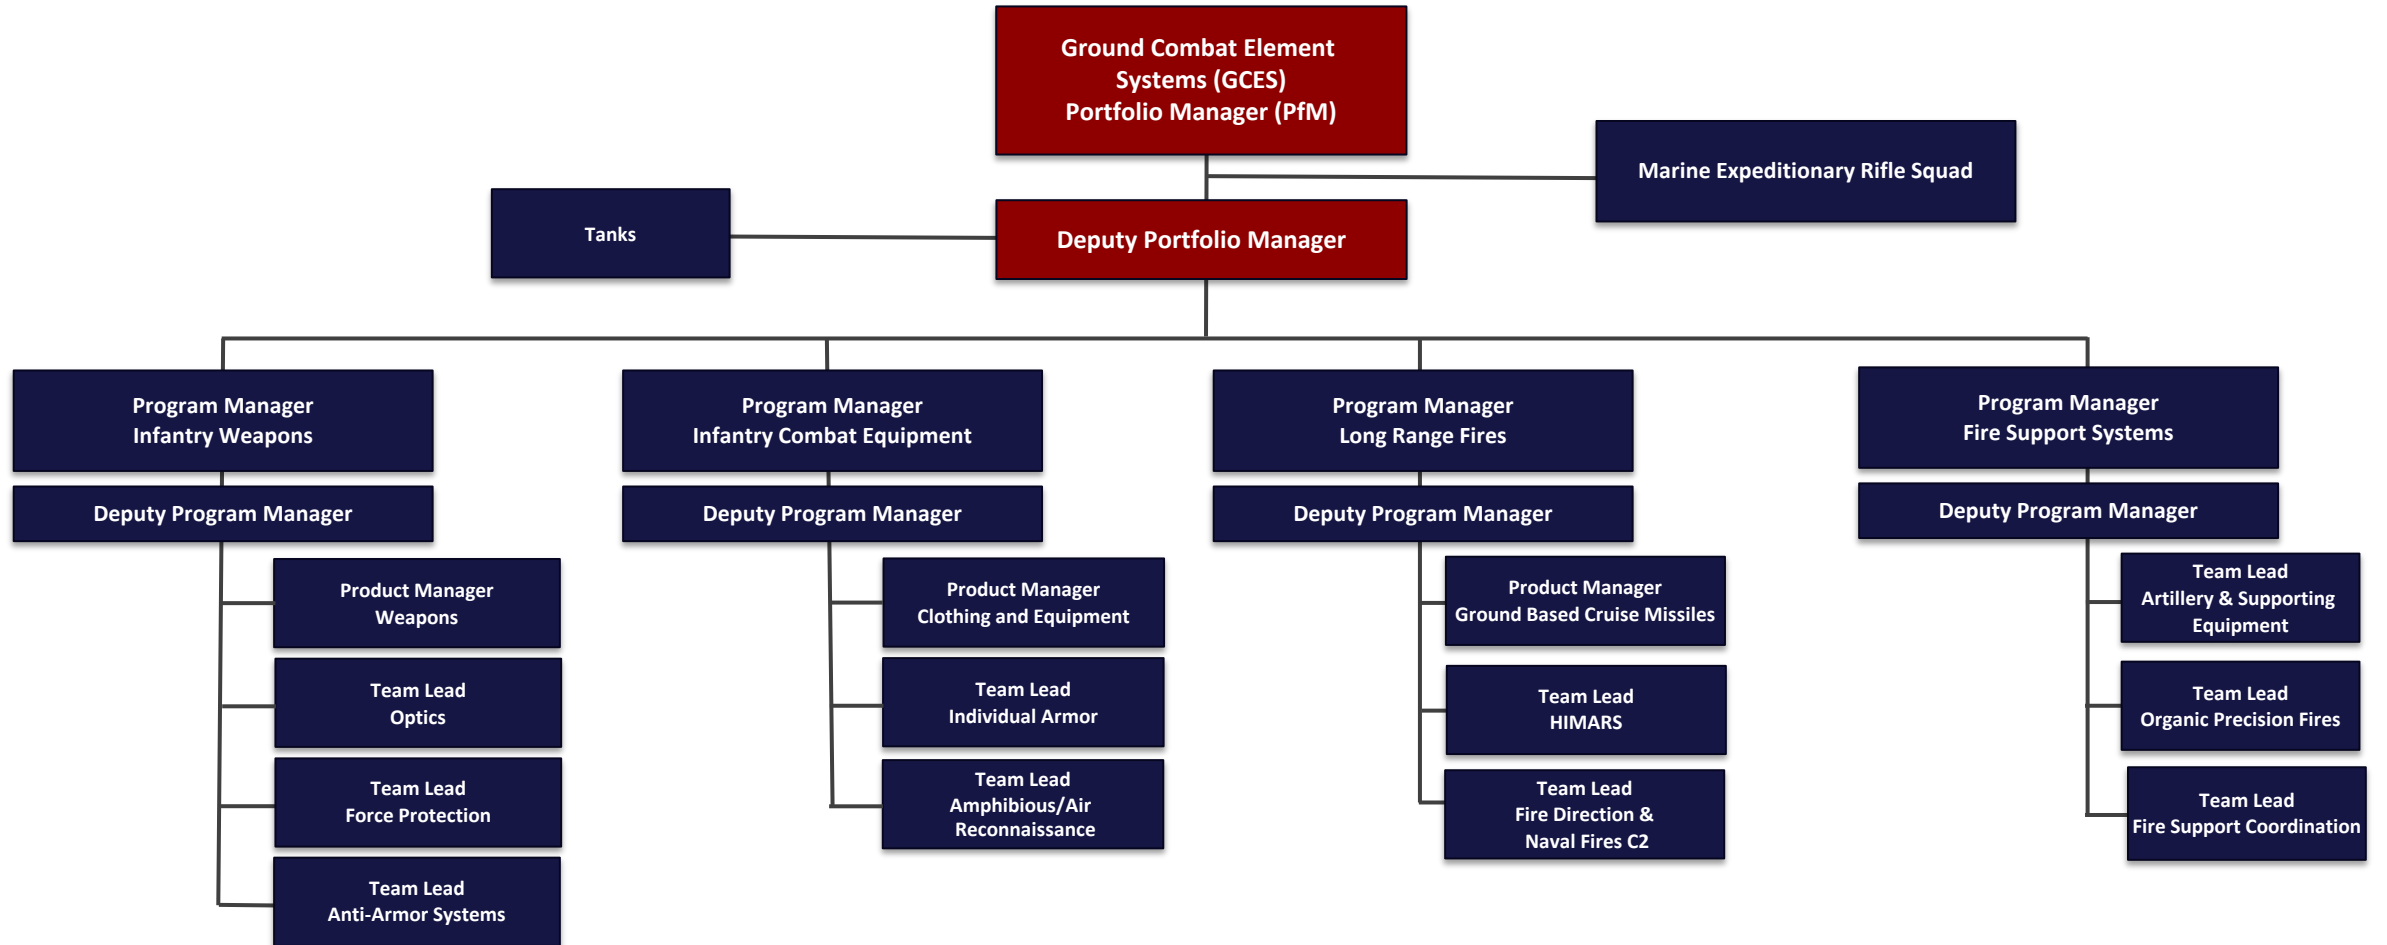 Ground Combat Element
Systems (GCES)
Portfolio Manager (PfM)
Marine Expeditionary Rifle Squad
Tanks
Deputy Portfolio Manager
Program Manager
Infantry Weapons
Deputy Program Manager
Product Manager
Weapons
Team Lead
Optics
Team Lead
Force Protection
Team Lead
Anti-Armor Systems
Program Manager
Infantry Combat Equipment
Deputy Program Manager
Product Manager
Clothing and Equipment
Team Lead
Individual Armor
Team Lead
Amphibious/Air
Reconnaissance
Program Manager
Long Range Fires
Deputy Program Manager
Product Manager
Ground Based Cruise Missiles
Team Lead
HIMARS
Team Lead
Fire Direction &
Naval Fires C2
Program Manager
Fire Support Systems
Deputy Program Manager
Team Lead
Artillery & Supporting
Equipment
Team Lead
Organic Precision Fires
Team Lead
Fire Support Coordination